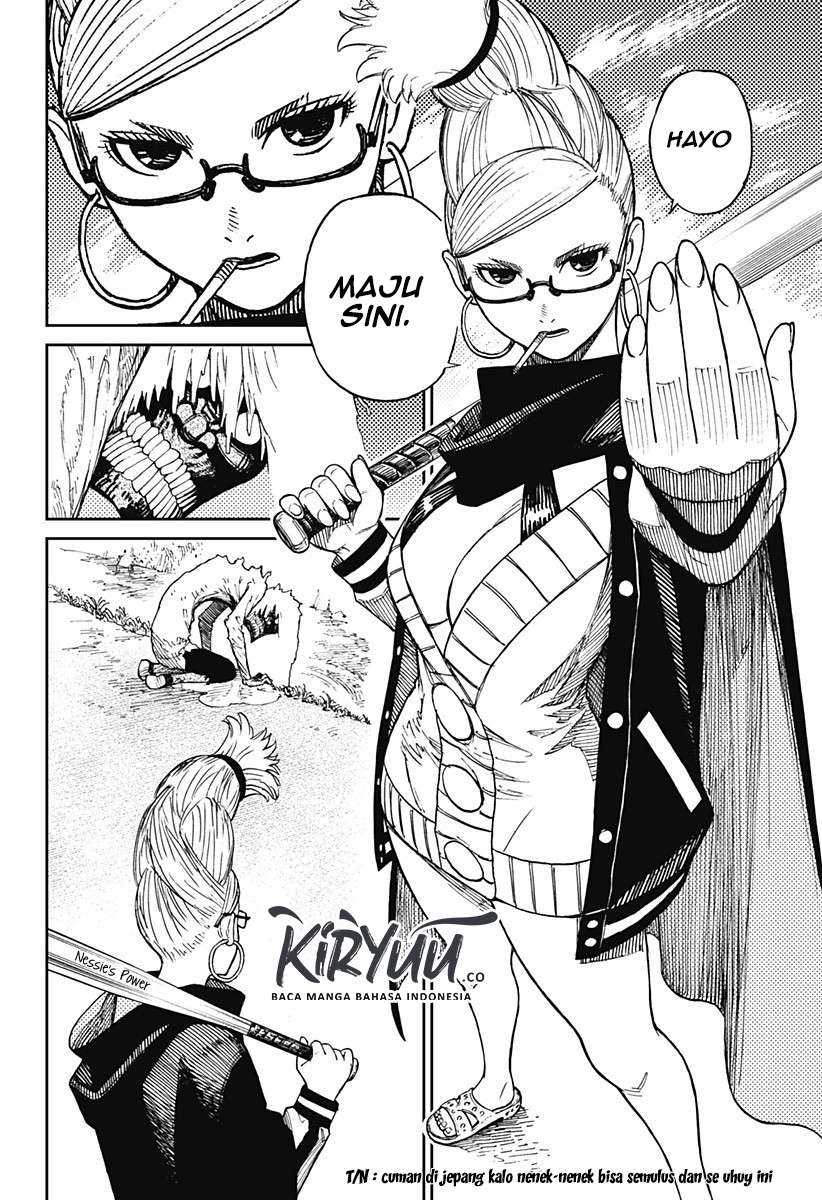 HAYO
MAJU
SINI.
Nessie's Power
KIRYUU.CO
BACA MANGA BAHASA INDONESIA
T/N : cuman di jepang kalo nenek-nenek bisa semulus dan se uhuy ini